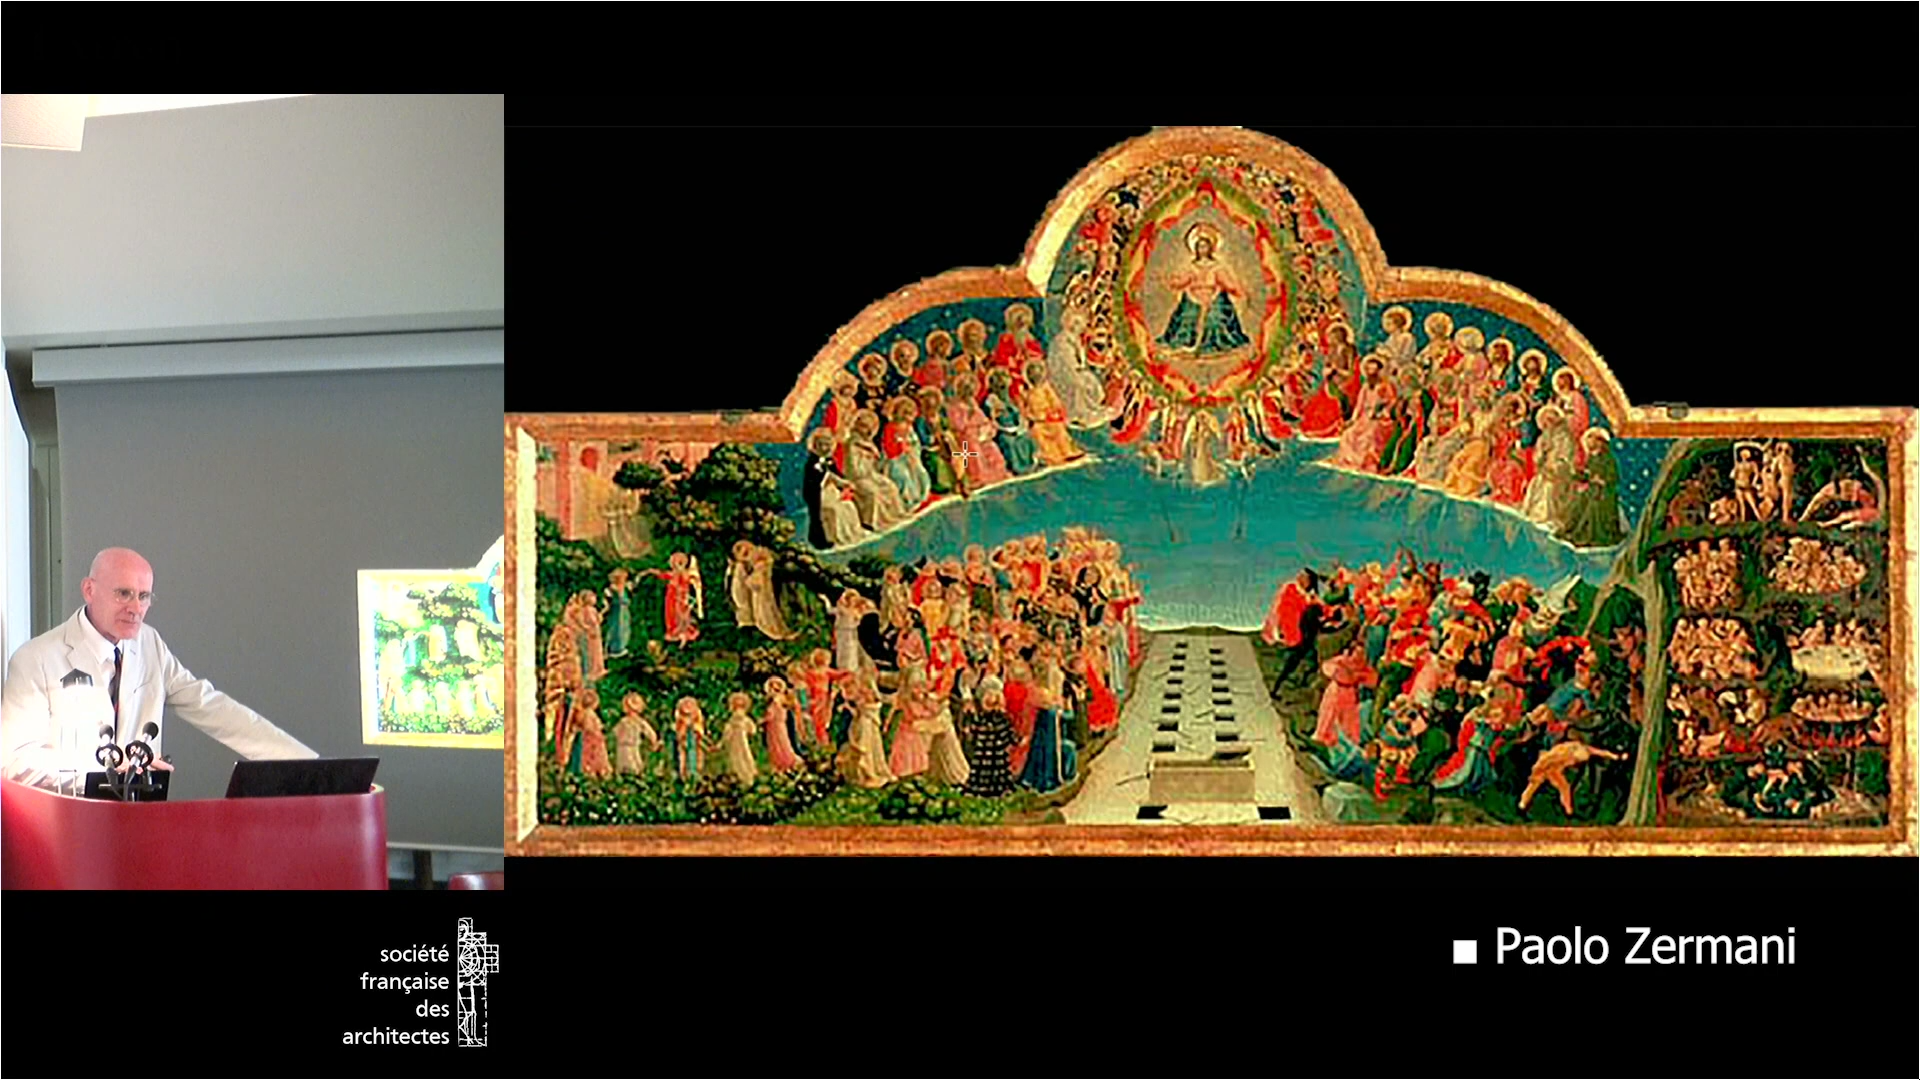 société
française
des
architectes
Paolo Zermani